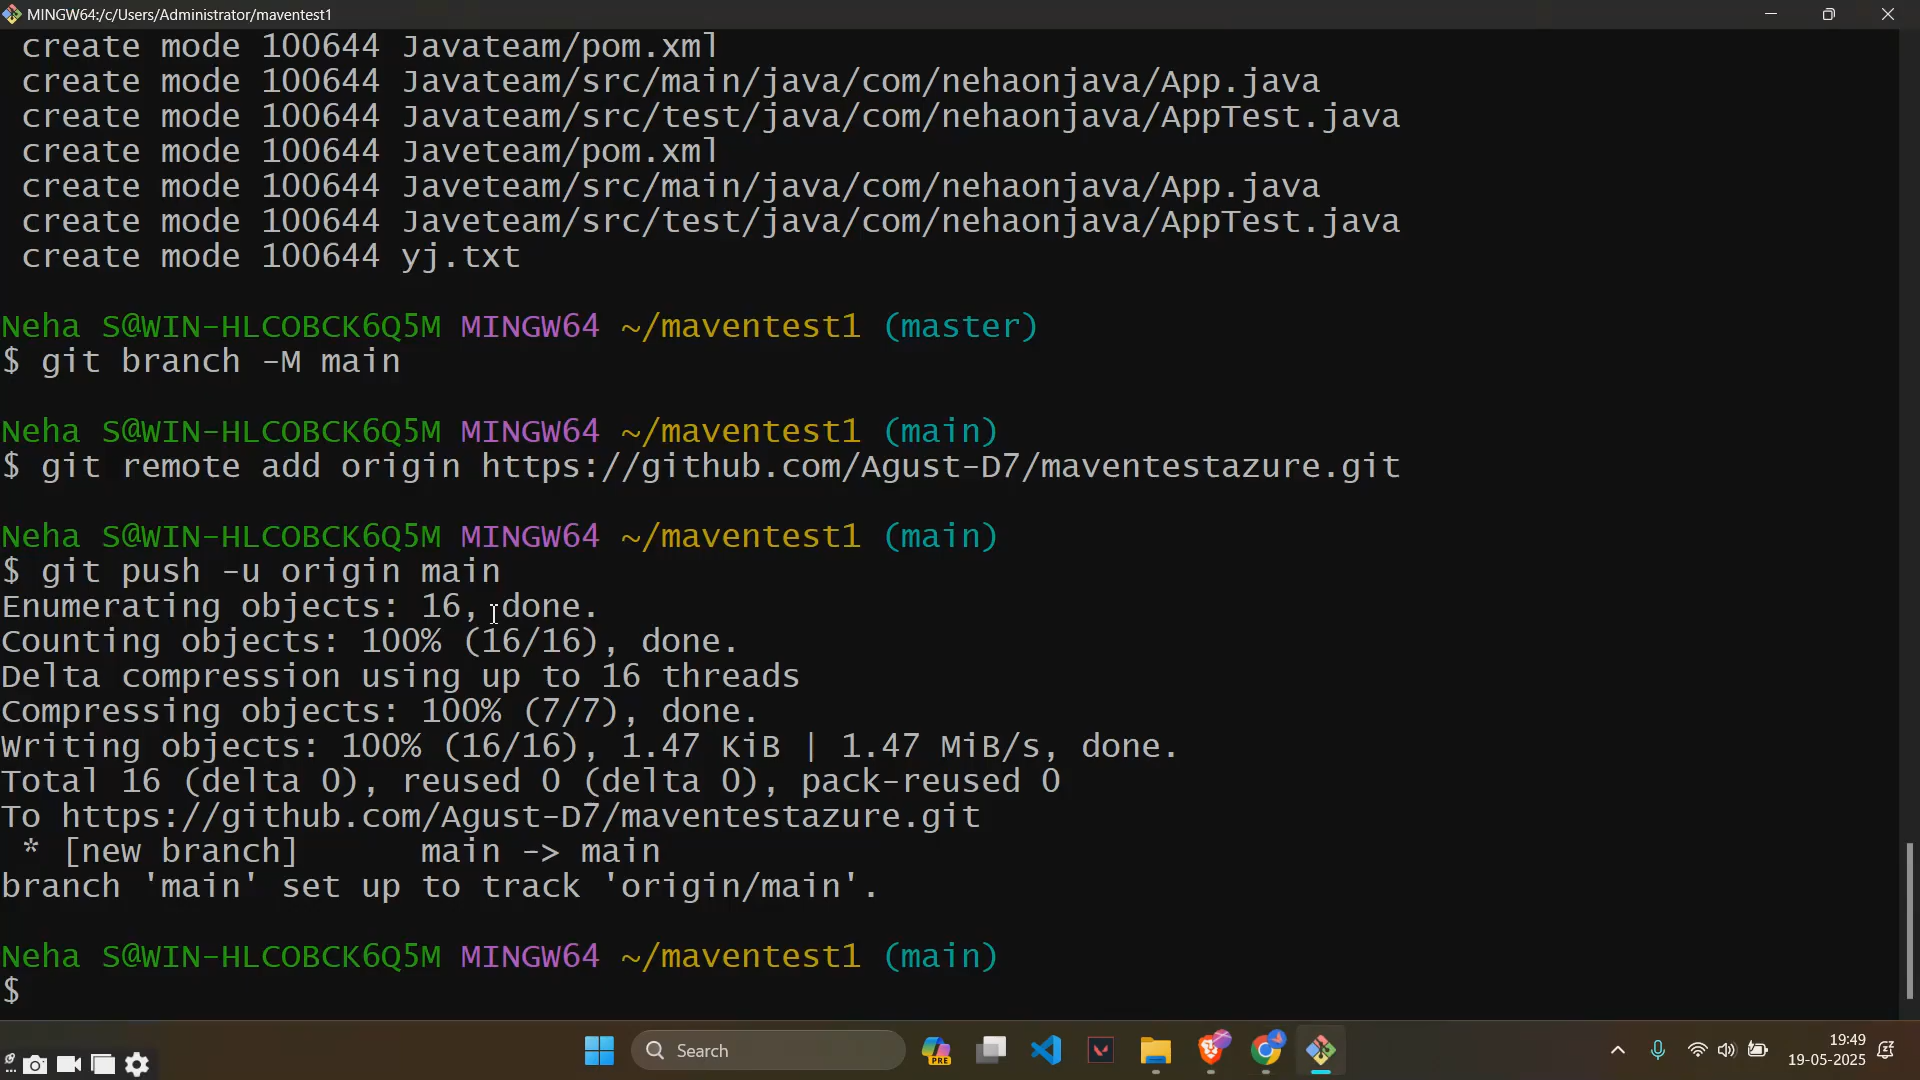 MINGW64:/c/Users/Administrator/maventest1
create mode 100644 Javateam/pom.xml
create mode 100644 Javateam/src/main/java/com/nehaonjava/App.java
create mode 100644 Javateam/src/test/java/com/nehaonjava/AppTest.java
create mode 100644 Javeteam/pom.xml
create mode 100644 Javeteam/src/main/java/com/nehaonjava/App.java
create mode 100644 Javeteam/src/test/java/com/nehaonjava/AppTest.java
create mode 100644 yj.txt
Neha S@WIN-HLCOBCK6Q5M MINGW64 ~/maventest1 (master)
$ git branch -M main
Neha S@WIN-HLCOBCK6Q5M MINGW64 ~/maventest1 (main)
$ git remote add origin https://github.com/Agust-D7/maventestazure.git
Neha S@WIN-HLCOBCK6Q5M MINGW64 ~/maventest1 (main)
$ git push -u origin main
Enumerating objects: 16, done.
Counting objects: 100% (16/16), done.
Delta compression using up to 16 threads
Compressing objects: 100% (7/7), done.
Writing objects: 100% (16/16), 1.47 KiB | 1.47 MiB/s, done.
Total 16 (delta 0), reused 0 (delta 0), pack-reused 0
To https://github.com/Agust-D7/maventestazure.git
* [new branch]      main -> main
branch 'main' set up to track 'origin/main'.
Neha S@WIN-HLCOBCK6Q5M MINGW64 ~/maventest1 (main)
$
Search
PRE
19:49
19-05-2025